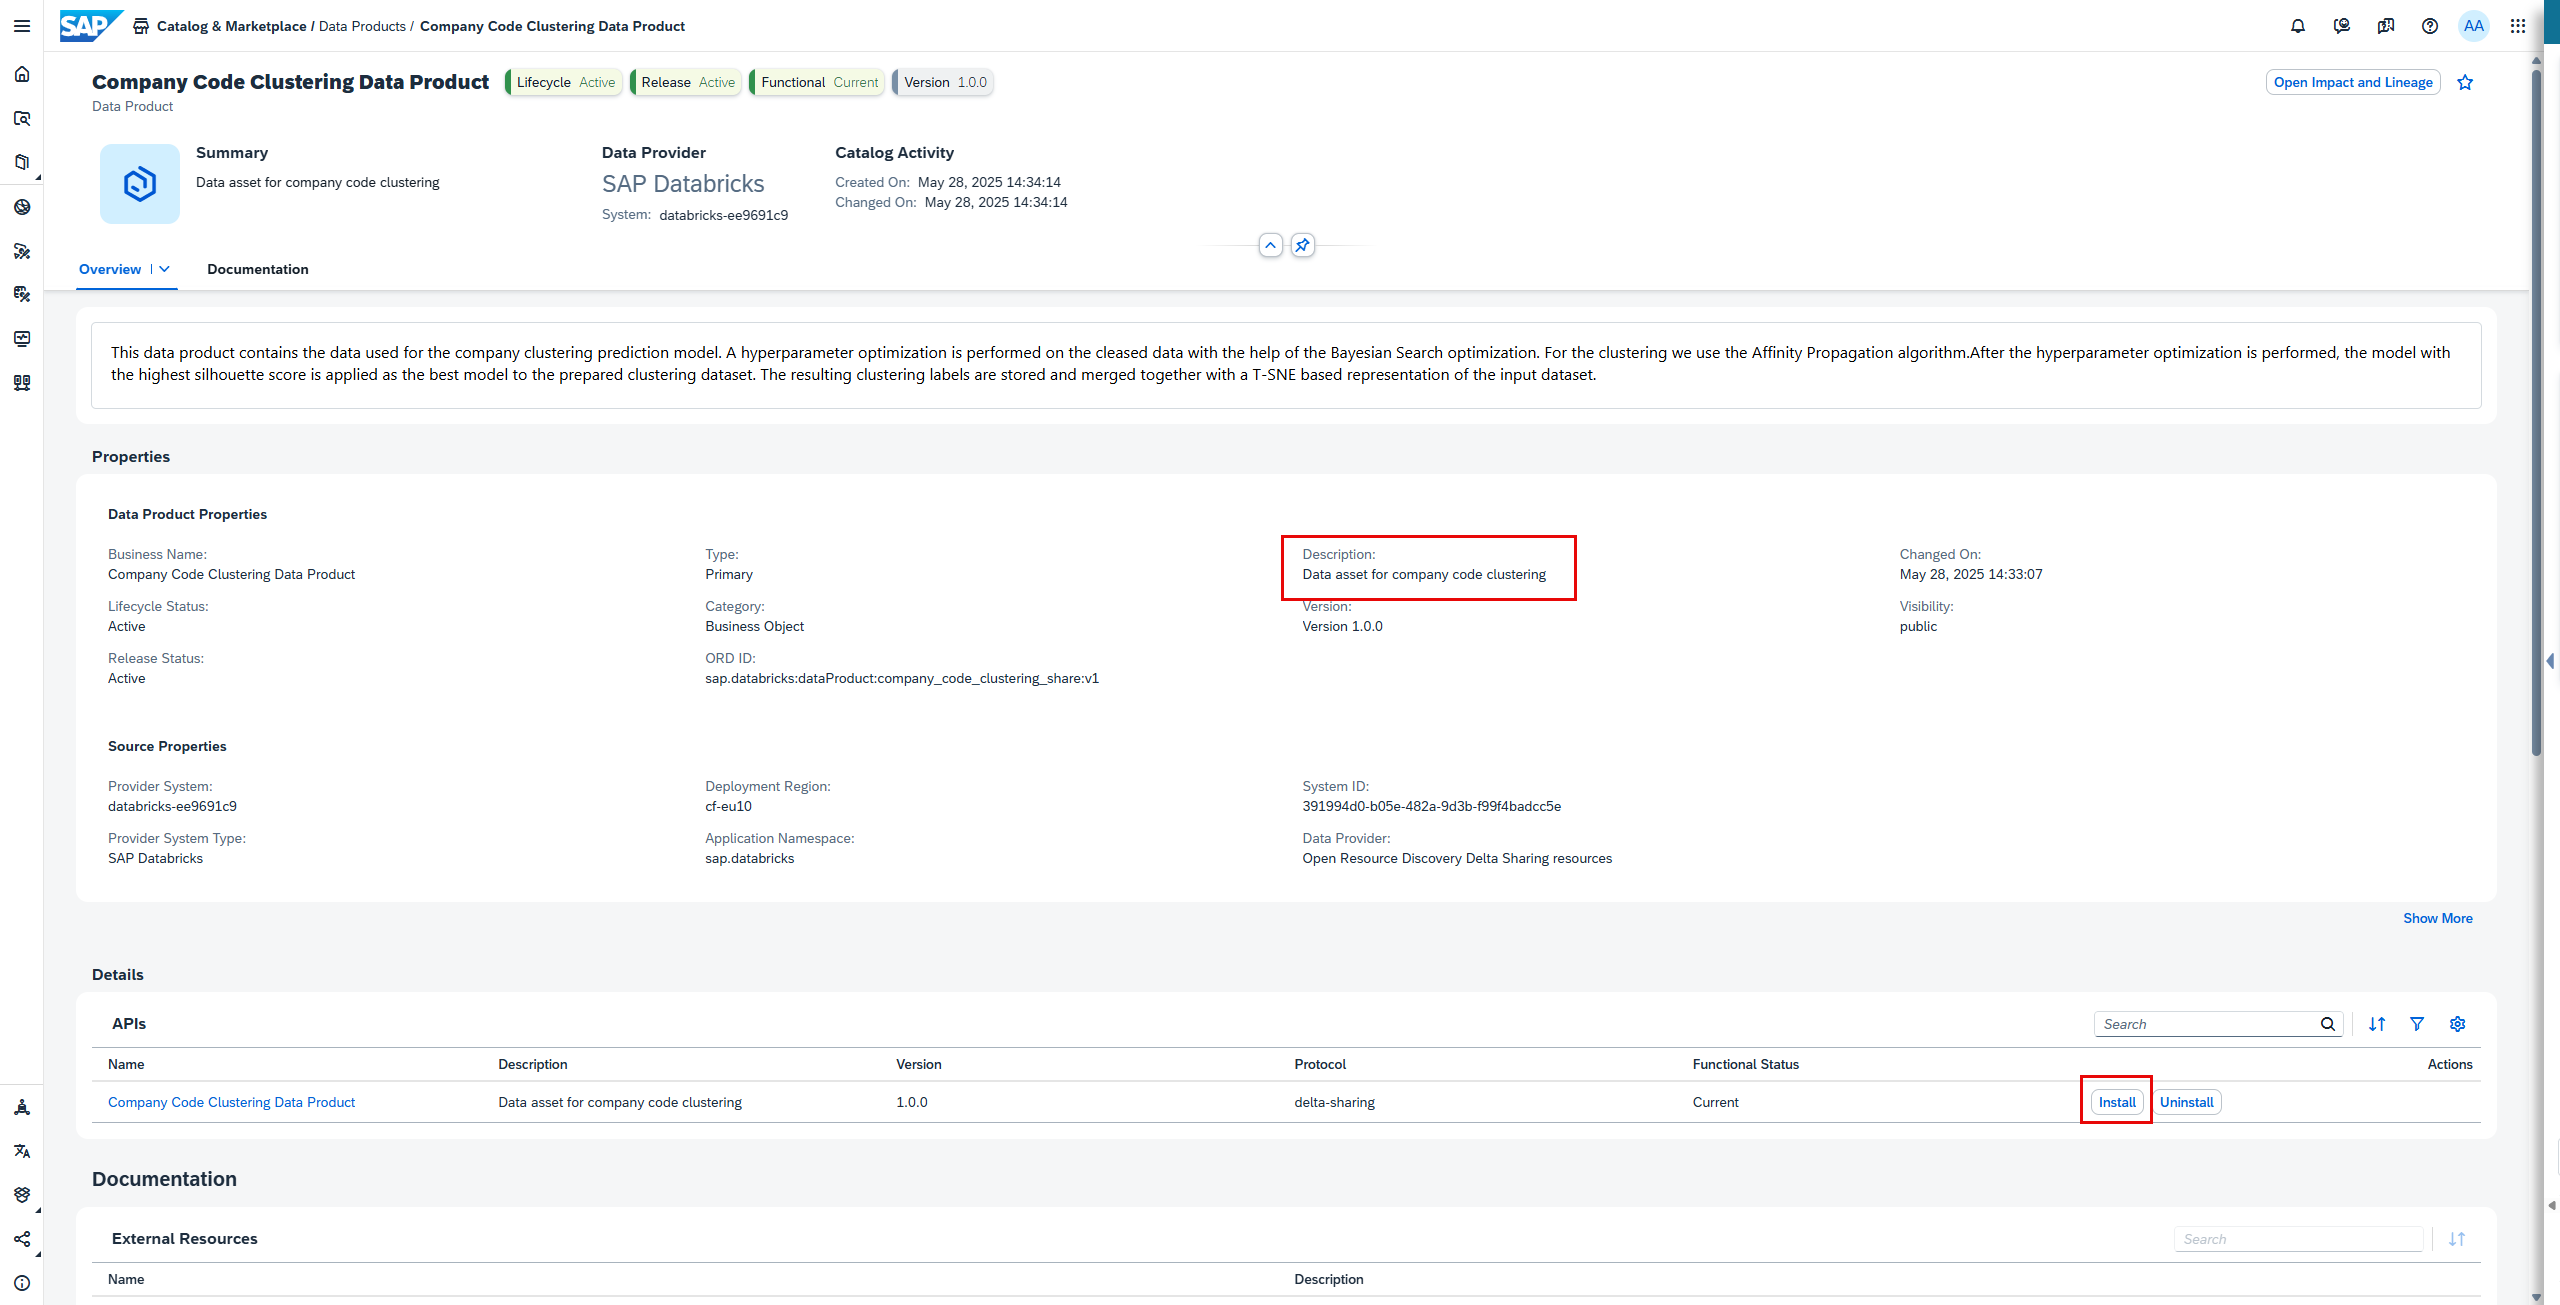 SAP Catalog & Marketplace / Data Products / Company Code Clustering Data Product AA
Company Code Clustering Data Product Lifecycle Active Release Active Functional Current Version 1.0.0 Open Impact and Lineage
Data Product
Summary
Data asset for company code clustering
Data Provider
SAP Databricks
System: databricks-ee9691c9
Catalog Activity
Created On: May 28, 2025 14:34:14
Changed On: May 28, 2025 14:34:14
Overview Documentation
This data product contains the data used for the company clustering prediction model. A hyperparameter optimization is performed on the cleased data with the help of the Bayesian Search optimization. For the clustering we use the Affinity Propagation algorithm.After the hyperparameter optimization is performed, the model with
the highest silhouette score is applied as the best model to the prepared clustering dataset. The resulting clustering labels are stored and merged together with a T-SNE based representation of the input dataset.
Properties
Data Product Properties
Business Name: Type: Description: Changed On:
Company Code Clustering Data Product Primary Data asset for company code clustering May 28, 2025 14:33:07
Lifecycle Status: Category: Version: Visibility:
Active Business Object Version 1.0.0 public
Release Status: ORD ID:
Active sap.databricks:dataProduct:company_code_clustering_share:v1
Source Properties
Provider System: Deployment Region: System ID:
databricks-ee9691c9 cf-eu10 391994d0-b05e-482a-9d3b-f99f4badcc5e
Provider System Type: Application Namespace: Data Provider:
SAP Databricks sap.databricks Open Resource Discovery Delta Sharing resources
Show More
Details
APIs Search
Name Description Version Protocol Functional Status Actions
Company Code Clustering Data Product Data asset for company code clustering 1.0.0 delta-sharing Current Install Uninstall
Documentation
External Resources Search
Name Description